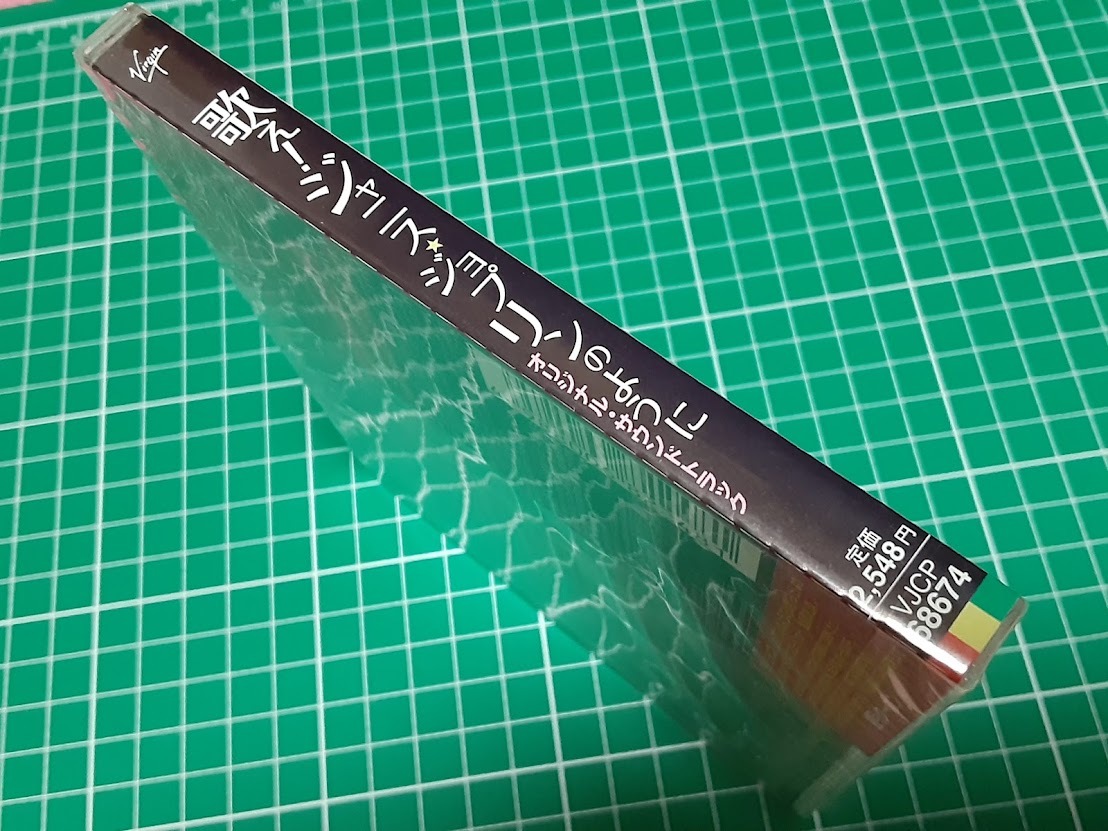 Virgin
歌え!ジャニス★ジョプリンのように
オリジナル・サウンドトラック
定価
2,548円
VJCP
68674